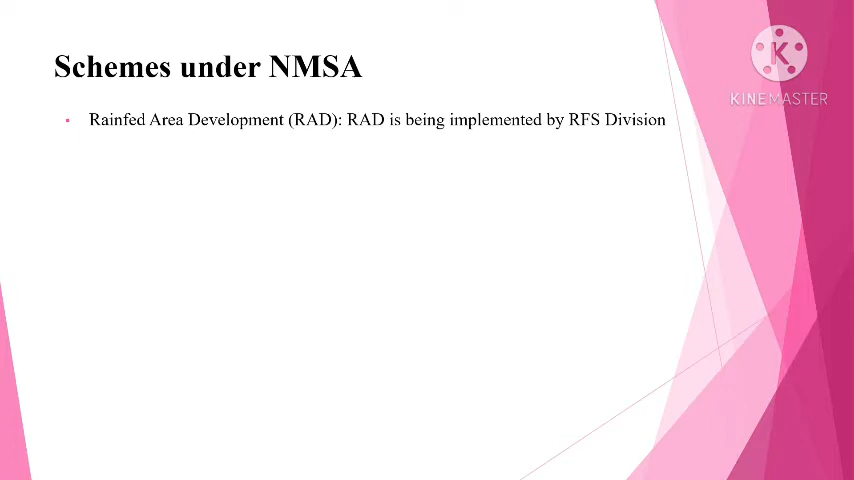 Schemes under NMSA
Rainfed Area Development (RAD): RAD is being implemented by RFS Division
K
KINEMASTER